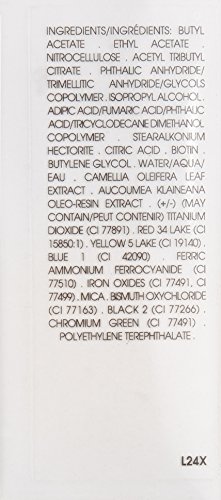 INGREDIENTS/INGRÉDIENTS: BUTYL
ACETATE . ETHYL ACETATE .
NITROCELLULOSE . ACETYL TRIBUTYL
CITRATE . PHTHALIC ANHYDRIDE/
TRIMELLITIC ANHYDRIDE/GLYCOLS
COPOLYMER . ISOPROPYL ALCOHOL .
ADIPIC ACID/FUMARIC ACID/PHTHALIC
ACID/TRICYCLODECANE DIMETHANOL
COPOLYMER . STEARALKONIUM
HECTORITE . CITRIC ACID . BIOTIN .
BUTYLENE GLYCOL . WATER/AQUA/
EAU . CAMELLIA OLEIFERA LEAF
EXTRACT . AUCOUMEA KLAINEANA
OLEO-RESIN EXTRACT . (+/-) (MAY
CONTAIN/PEUT CONTENIR) TITANIUM
DIOXIDE (CI 77891) . RED 34 LAKE (CI
15850:1) . YELLOW 5 LAKE (CI 19140) .
BLUE 1 (CI 42090) . FERRIC
AMMONIUM FERROCYANIDE (CI
77510) . IRON OXIDES (CI 77491, CI
77499) . MICA . BISMUTH OXYCHLORIDE
(CI 77163) . BLACK 2 (CI 77266) .
CHROMIUM GREEN (CI 77491) .
POLYETHYLENE TEREPHTHALATE .
L24X